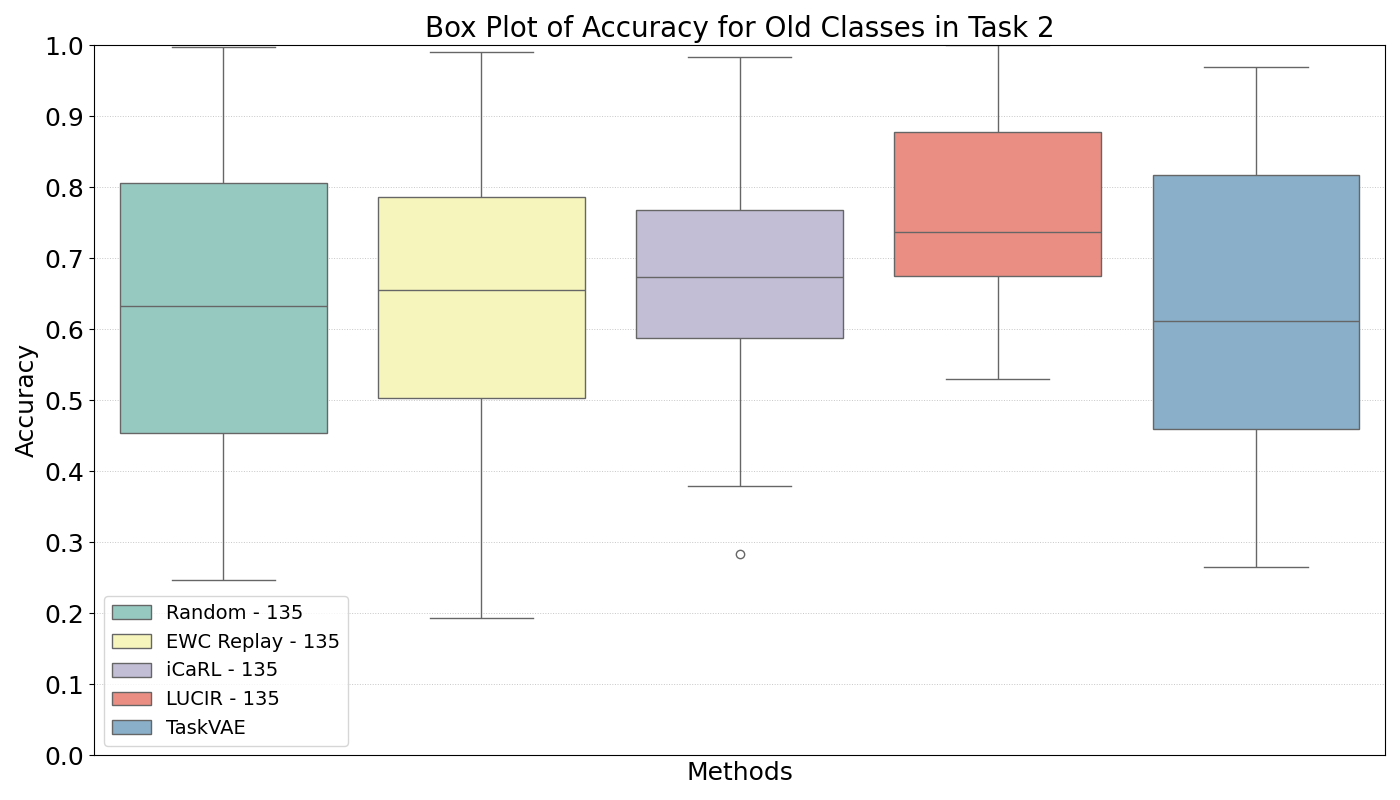 Box Plot of Accuracy for Old Classes in Task 2
Accuracy
1.0
0.9
0.8
0.7
0.6
0.5
0.4
0.3
0.2
0.1
0.0
Random - 135
EWC Replay - 135
iCaRL - 135
LUCIR - 135
TaskVAE
Methods